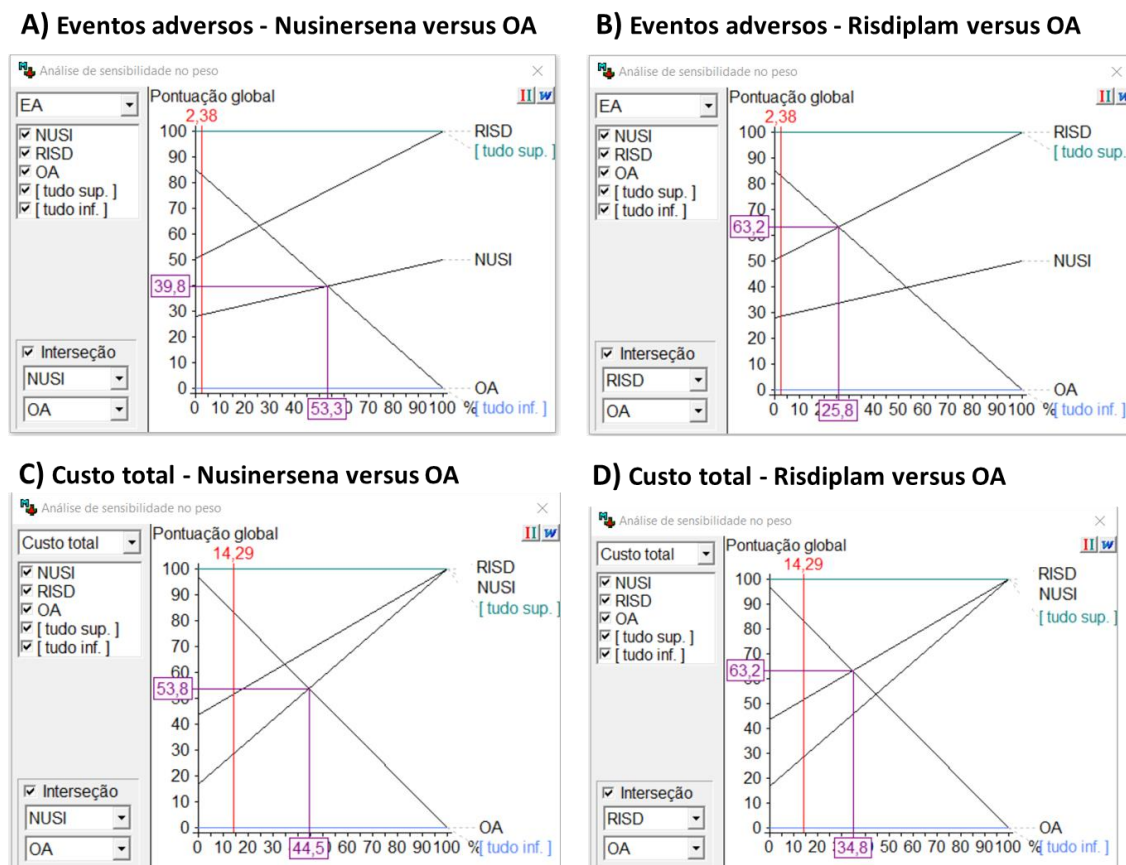 A) Eventos adversos - Nusinersena versus OA
Análise de sensibilidade no peso
EA
NUSI
RISD
OA
[ tudo sup. ]
[ tudo inf. ]
Interseção
NUSI
OA
Pontuação global
2,38
100
90
80
70
60
50
39,8
30
20
10
0
0 10 20 30 40 53,3 70 80 90 100 %
RISD
[ tudo sup. ]
NUSI
OA
[ tudo inf. ]
B) Eventos adversos - Risdiplam versus OA
Análise de sensibilidade no peso
EA
NUSI
RISD
OA
[ tudo sup. ]
[ tudo inf. ]
Interseção
RISD
OA
Pontuação global
2,38
100
90
80
70
63,2
50
40
30
20
10
0
0 10 25,8 40 50 60 70 80 90 100 %
RISD
[ tudo sup.
NUSI
OA
[ tudo inf. ]
C) Custo total - Nusinersena versus OA
Análise de sensibilidade no peso
Custo total
NUSI
RISD
OA
[ tudo sup. ]
[ tudo inf. ]
Interseção
NUSI
OA
Pontuação global
14,29
100
90
80
70
60
53,8
40
30
20
10
0
0 10 20 30 44,5 60 70 80 90 100 %
RISD
NUSI
[ tudo sup. ]
OA
[ tudo inf. ]
D) Custo total - Risdiplam versus OA
Análise de sensibilidade no peso
Custo total
NUSI
RISD
OA
[ tudo sup. ]
[ tudo inf. ]
Interseção
RISD
OA
Pontuação global
14,29
100
90
80
70
63,2
50
40
30
20
10
0
0 10 20 34,8 50 60 70 80 90 100 %
RISD
NUSI
[ tudo sup. ]
OA
[ tudo inf. ]